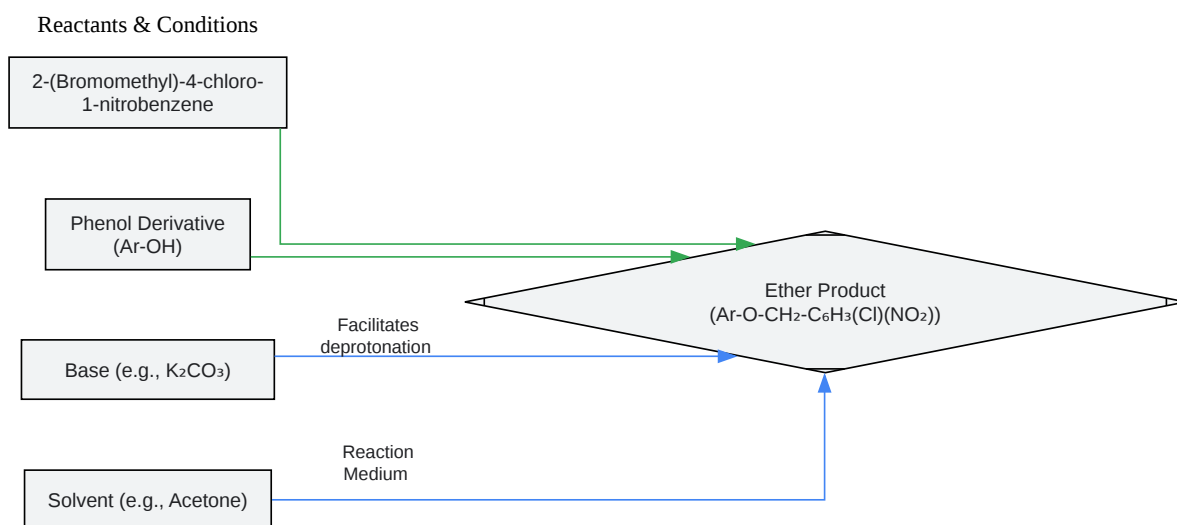 Reactants & Conditions
2-(Bromomethyl)-4-chloro-
1-nitrobenzene
Phenol Derivative
(Ar-OH)
Ether Product
(Ar-O-CH₂-C₆H₃(Cl)(NO₂))
Facilitates
deprotonation
Base (e.g., K₂CO₃)
Reaction
Medium
Solvent (e.g., Acetone)